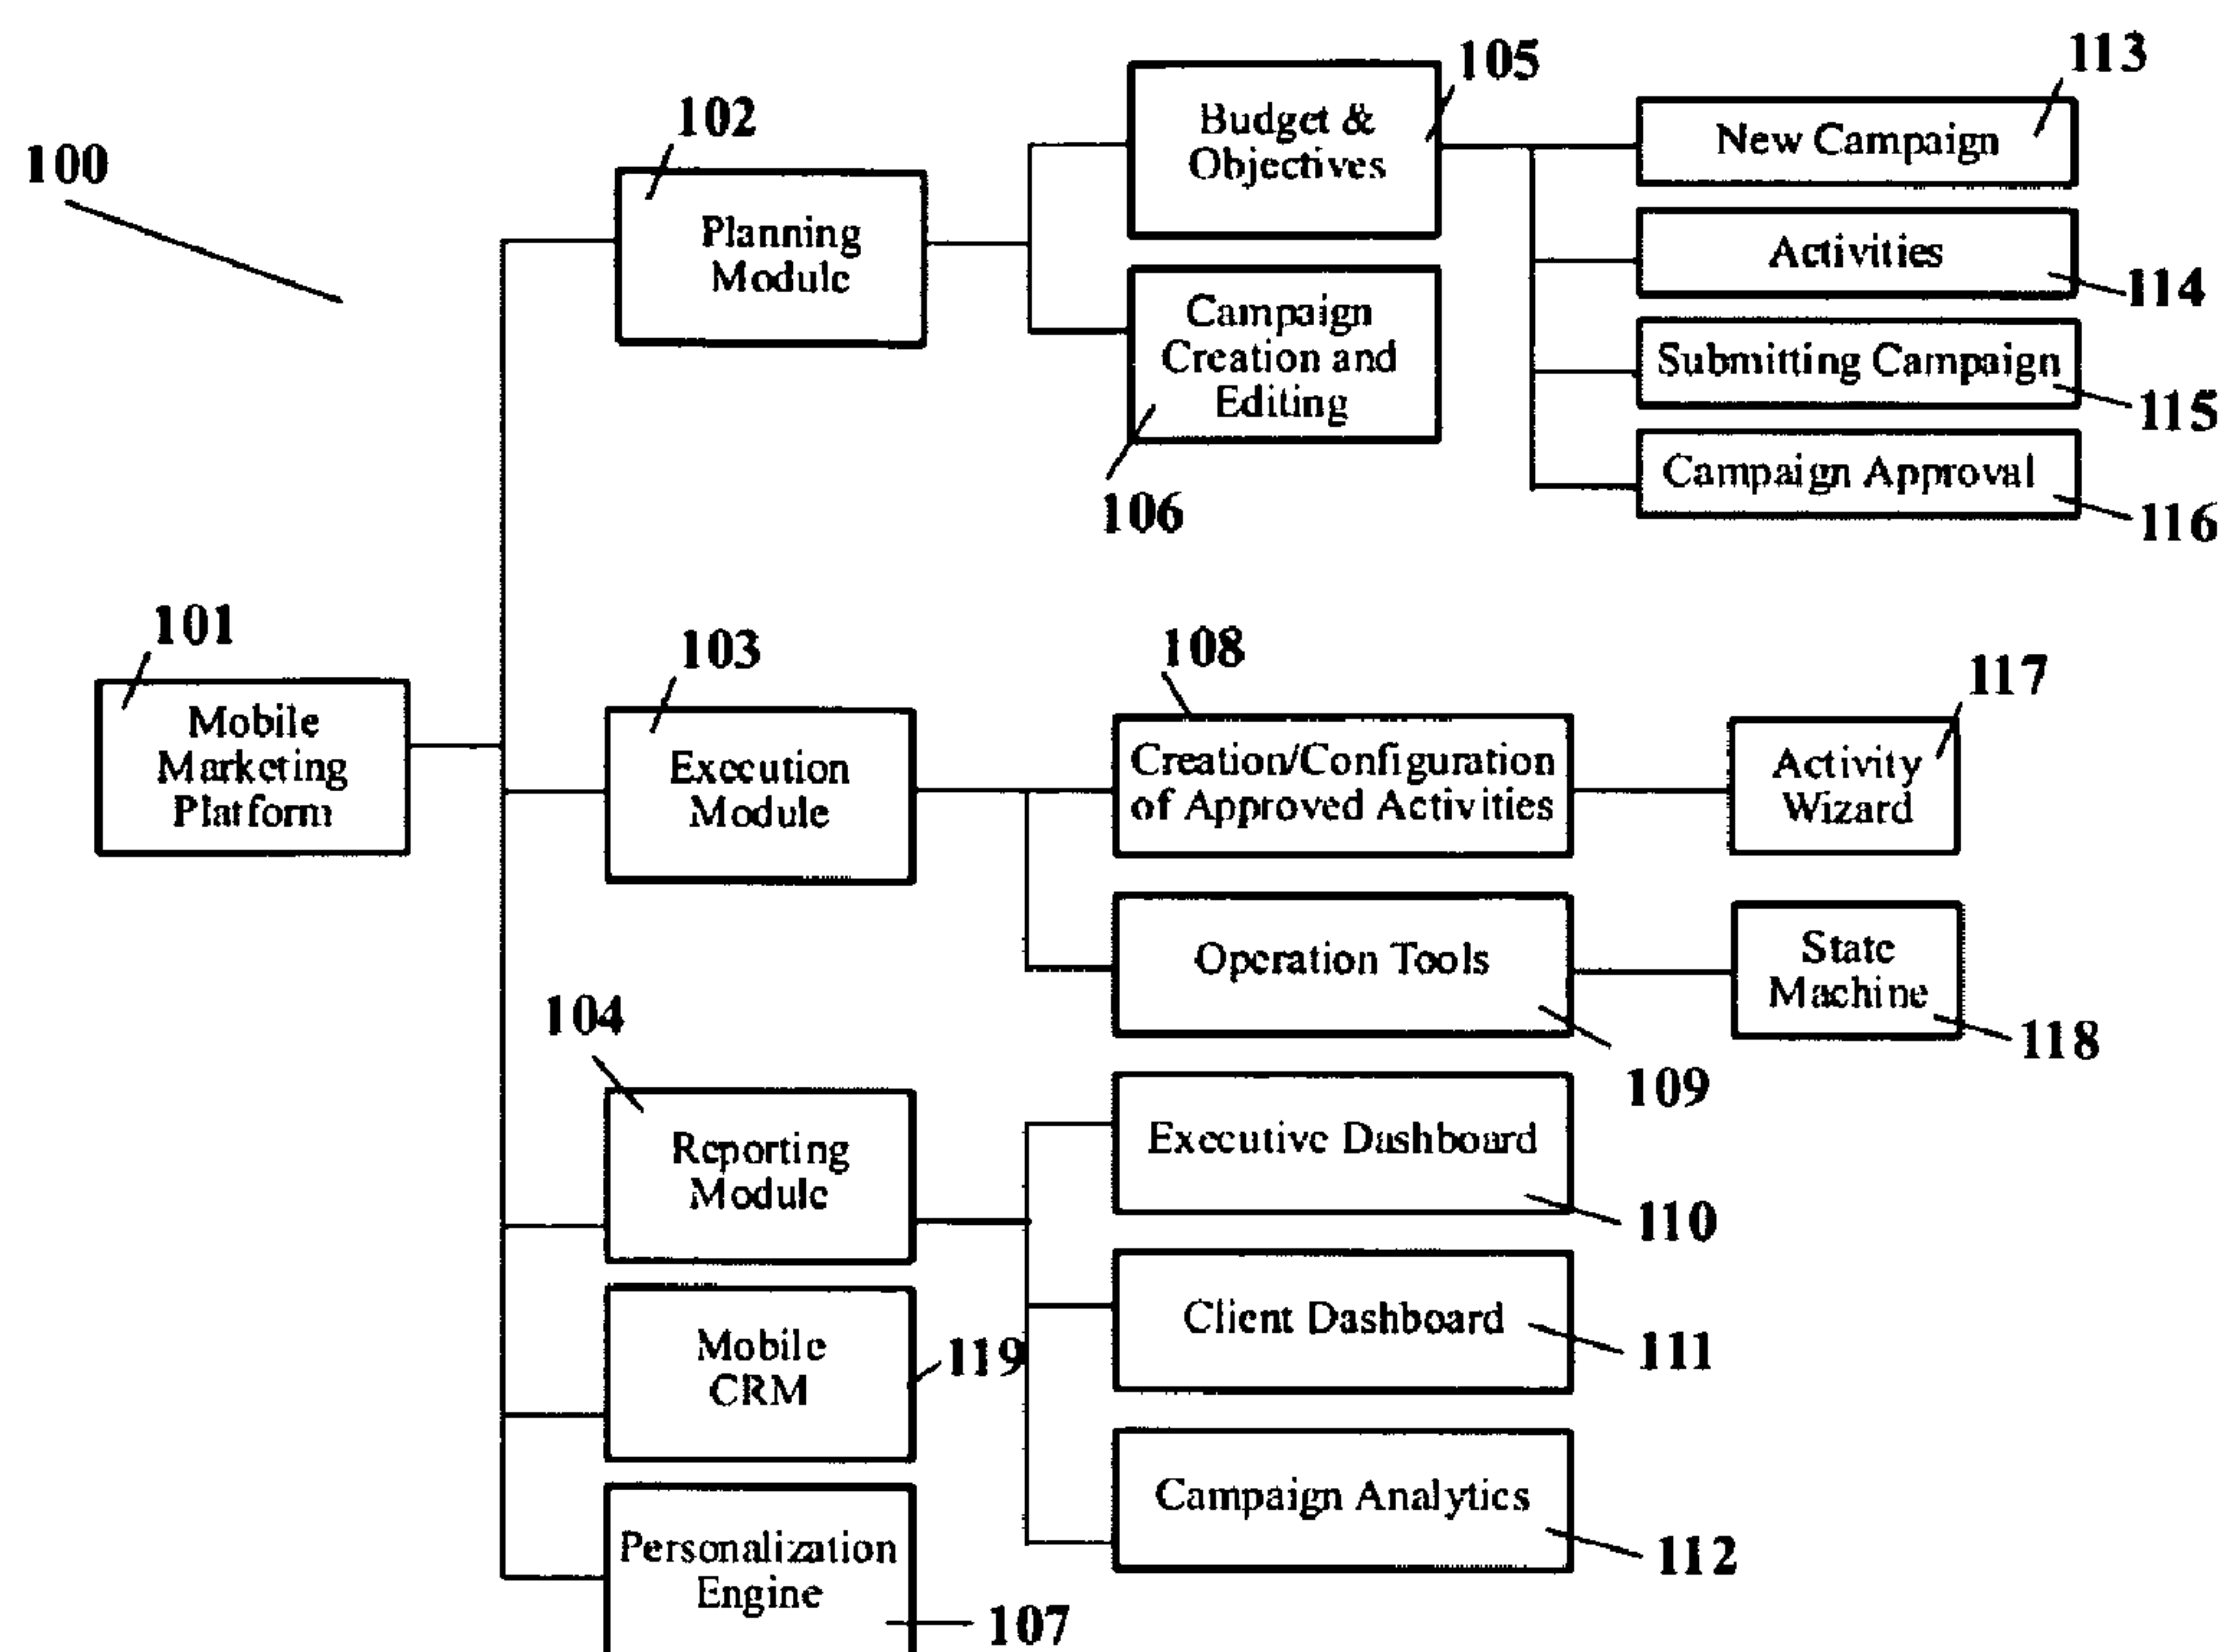 100
101
Mobile
Marketing
Platform
102
Planning
Module
105
Budget &
Objectives
Campaign
Creation and
Editing
106
113
New Campaign
Activities
114
Submitting Campaign
115
Campaign Approval
116
103
Execution
Module
108
Creation/Configuration
of Approved Activities
117
Activity
Wizard
Operation Tools
109
State
Machine
118
104
Reporting
Module
Executive Dashboard
110
Client Dashboard
111
Campaign Analytics
112
Mobile
CRM
119
Personalization
Engine
107